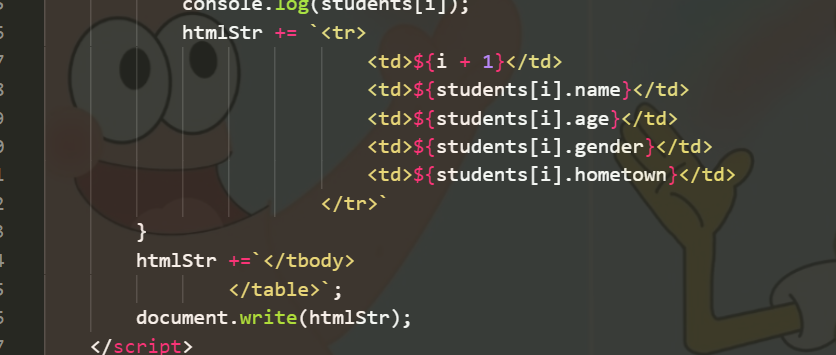 console.log(students[i]);
htmlStr += `<tr>
<td>${i + 1}</td>
<td>${students[i].name}</td>
<td>${students[i].age}</td>
<td>${students[i].gender}</td>
<td>${students[i].hometown}</td>
</tr>`
}
htmlStr +=`</tbody>
</table>`;
document.write(htmlStr);
</script>